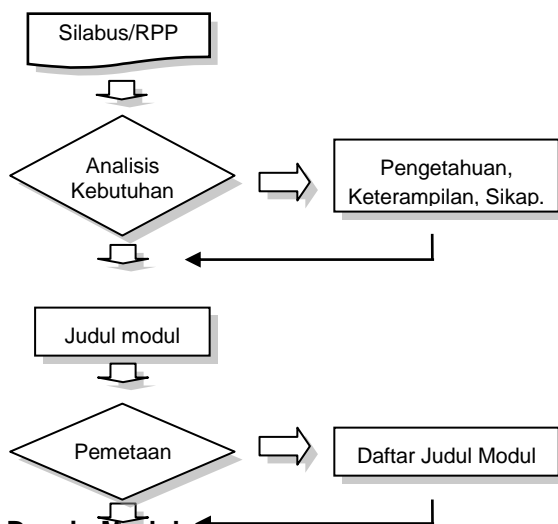 Silabus/RPP
Analisis
Kebutuhan
Pengetahuan,
Keterampilan, Sikap.
Judul modul
Pemetaan
Daftar Judul Modul